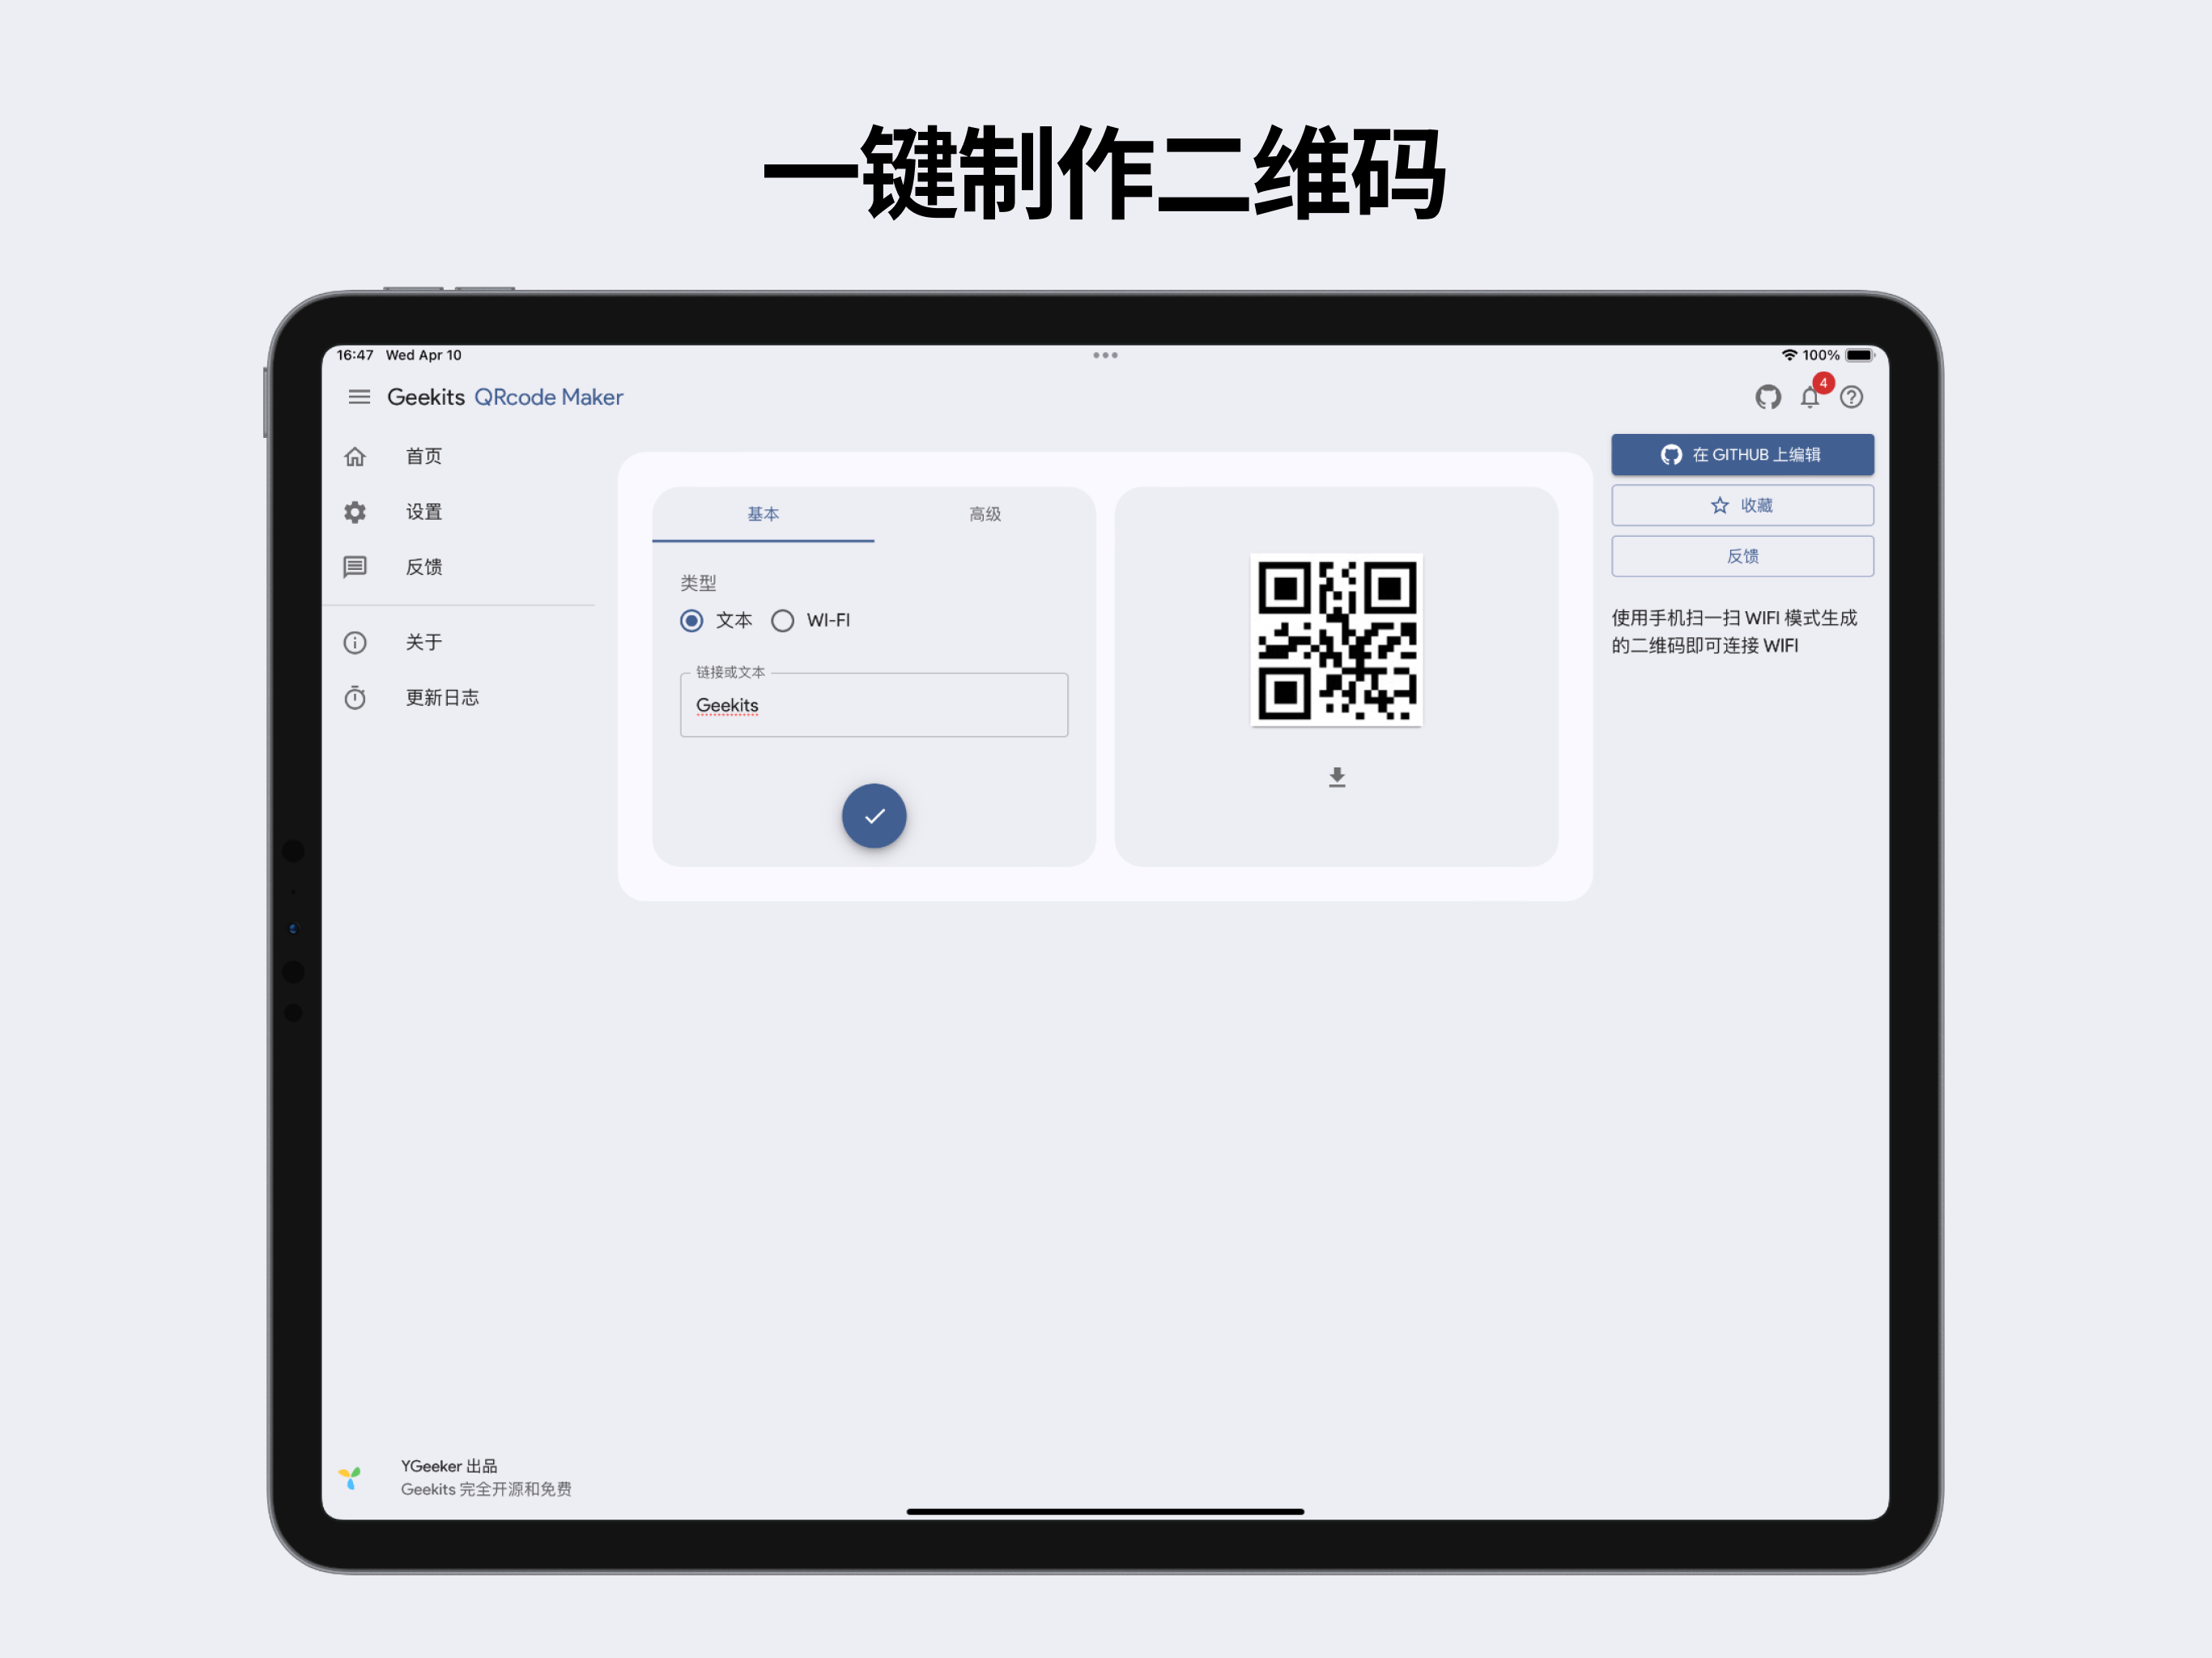 一键制作二维码
16:47 Wed Apr 10
100%
Geekits QRcode Maker
4
首页
设置
反馈
关于
更新日志
基本
高级
类型
文本
WI-FI
链接或文本
Geekits
在 GITHUB 上编辑
收藏
反馈
使用手机扫一扫 WIFI 模式生成
的二维码即可连接 WIFI
YGeeker 出品
Geekits 完全开源和免费